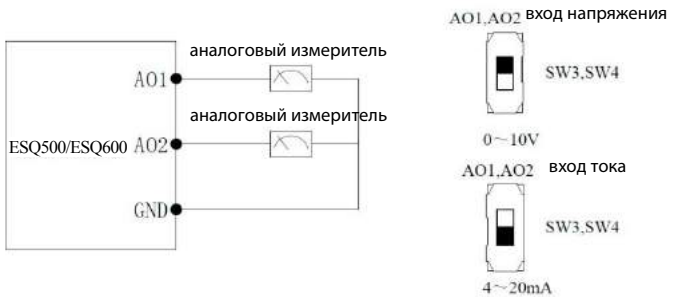 аналоговый измеритель
AO1
аналоговый измеритель
ESQ500/ESQ600 AO2
GND
AO1,AO2 вход напряжения
SW3,SW4
0~10V
AO1,AO2 вход тока
SW3,SW4
4~20mA